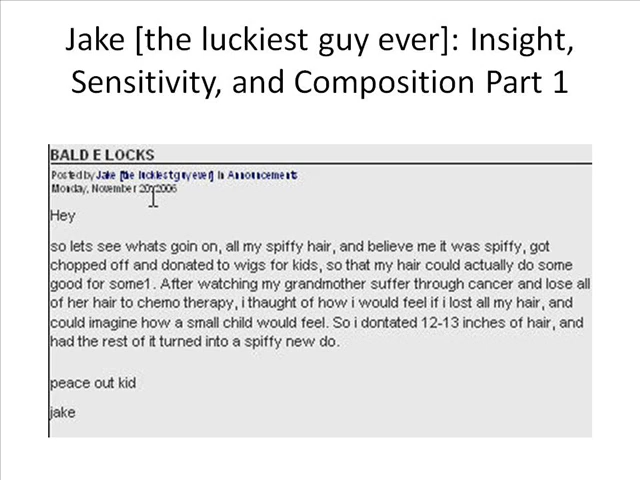 Jake [the luckiest guy ever]: Insight,
Sensitivity, and Composition Part 1
BALD E LOCKS
Posted by Jake [the luckiest guy ever] in Announcements
Monday, November 20, 2006
Hey
so lets see whats goin on, all my spiffy hair, and believe me it was spiffy, got
chopped off and donated to wigs for kids, so that my hair could actually do some
good for some1. After watching my grandmother suffer through cancer and lose all
of her hair to chemo therapy, i thaught of how i would feel if i lost all my hair, and
could imagine how a small child would feel. So i dontated 12-13 inches of hair, and
had the rest of it turned into a spiffy new do.
peace out kid
jake